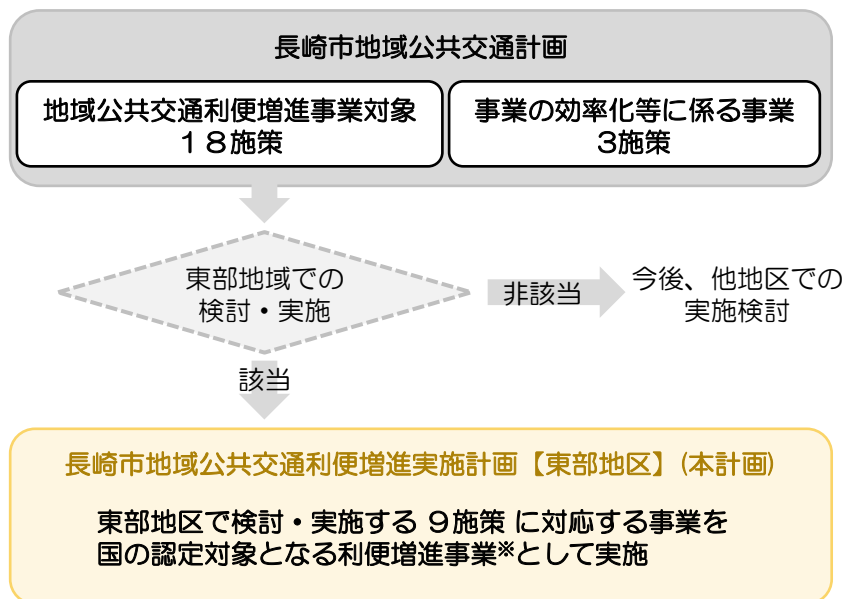 長崎市地域公共交通計画
地域公共交通利便増進事業対象
１８施策
事業の効率化等に係る事業
3施策
東部地域での
検討・実施
非該当
今後、他地区での
実施検討
該当
長崎市地域公共交通利便増進実施計画【東部地区】(本計画)
東部地区で検討・実施する ９施策 に対応する事業を
国の認定対象となる利便増進事業※として実施